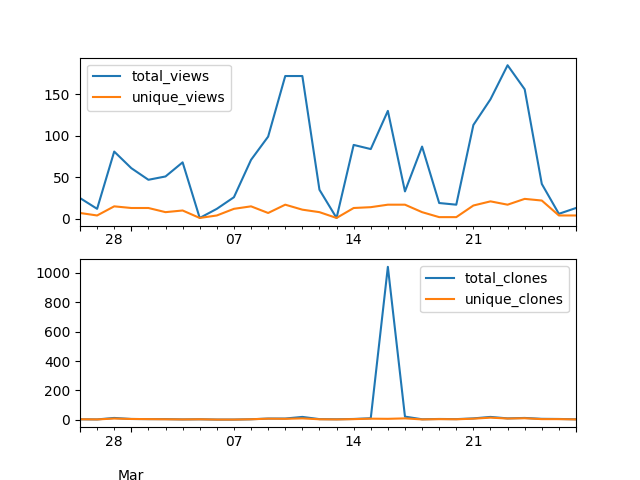 total_views
unique_views
150
100
50
0
28 07 14 21
total_clones
unique_clones
1000
800
600
400
200
0
28 07 14 21
Mar